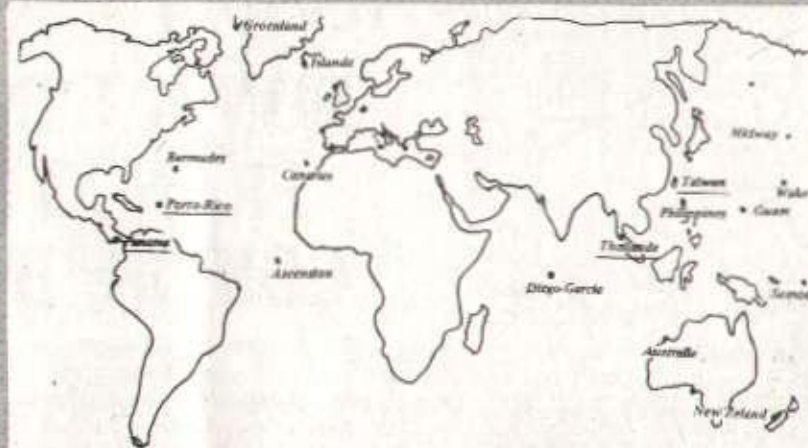 Groenland
Islande
Midway
Bermudes
Canaries
Taiwan
Wake
Porto-Rico
Philippines
Guam
Panama
Thailande
Ascension
Diego-Garcia
Samoa
Australie
New Zeland